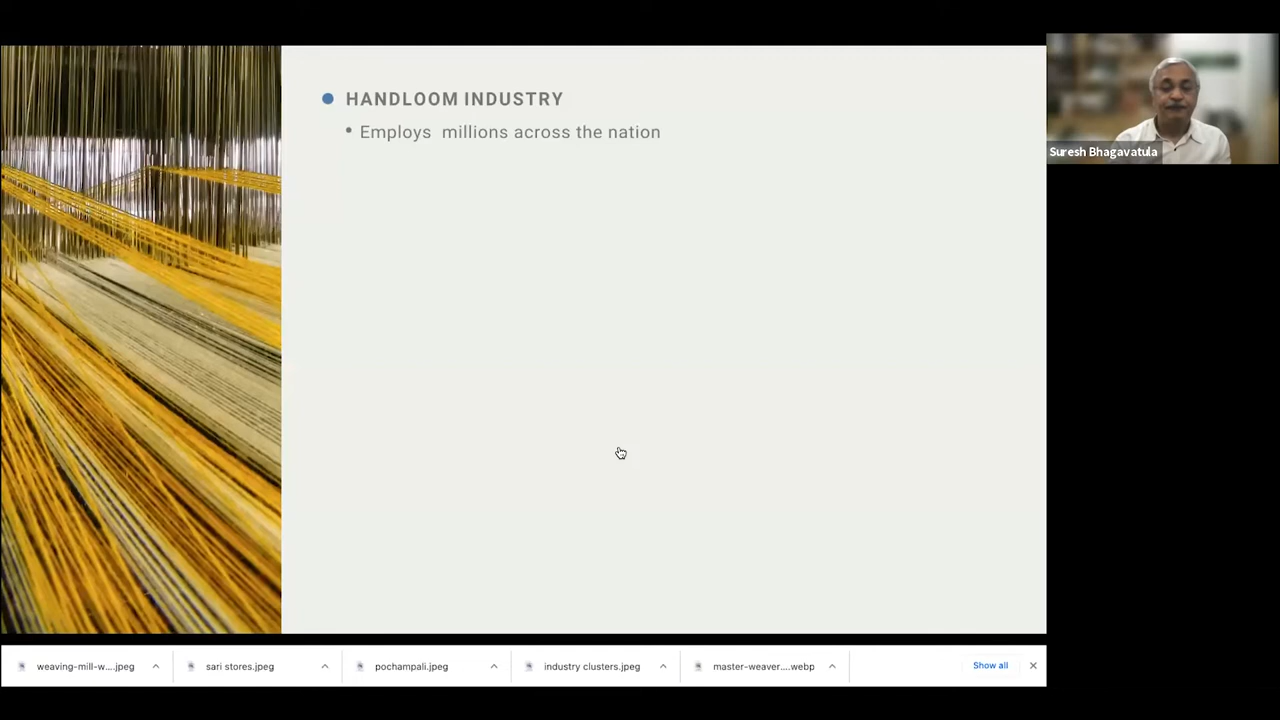 HANDLOOM INDUSTRY
Employs millions across the nation
Suresh Bhagavatula
weaving-mill-w....jpeg
sari stores.jpeg
pochampali.jpeg
industry clusters.jpeg
master-weaver....webp
Show all